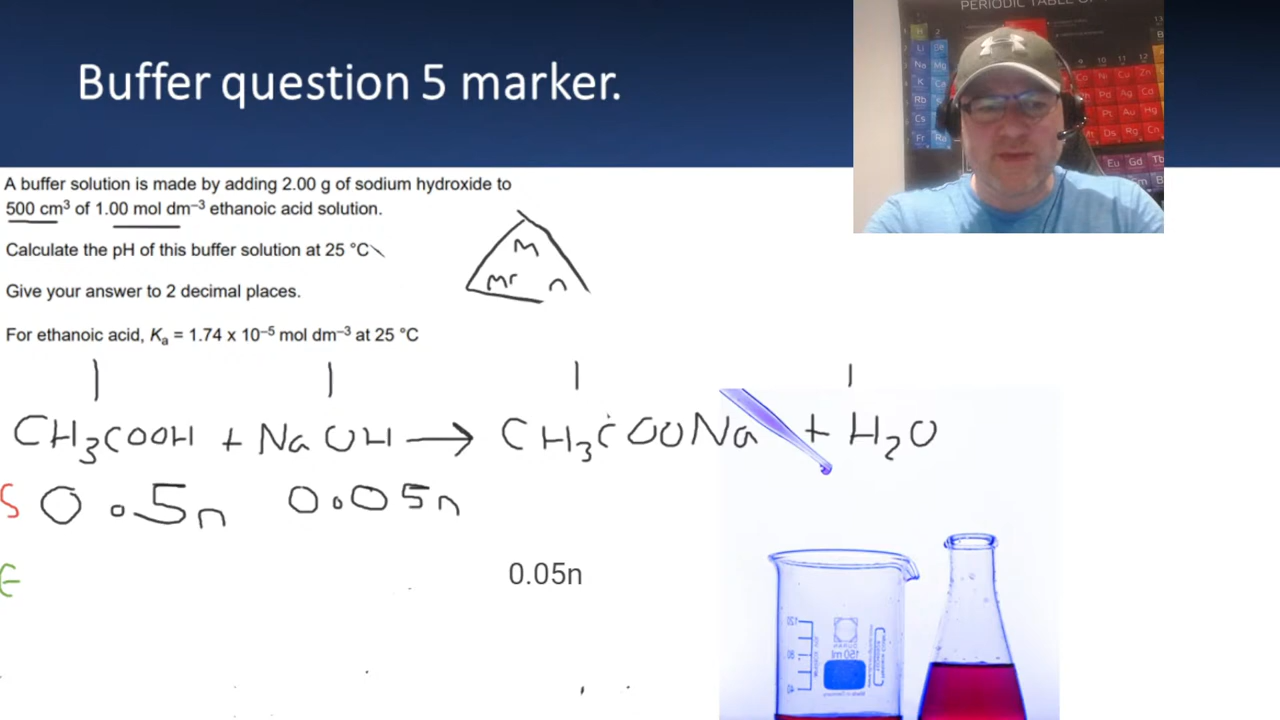 PERIODIC TABLE OF
Buffer question 5 marker.
A buffer solution is made by adding 2.00 g of sodium hydroxide to
500 cm³ of 1.00 mol dm⁻³ ethanoic acid solution.
Calculate the pH of this buffer solution at 25 °C
Give your answer to 2 decimal places.
For ethanoic acid, Kₐ = 1.74 x 10⁻⁵ mol dm⁻³ at 25 °C
M
Mr n
1 1 1 1
CH₃COOH + NaOH → CH₃COONa + H₂O
S 0.5n 0.05n
E 0.05n